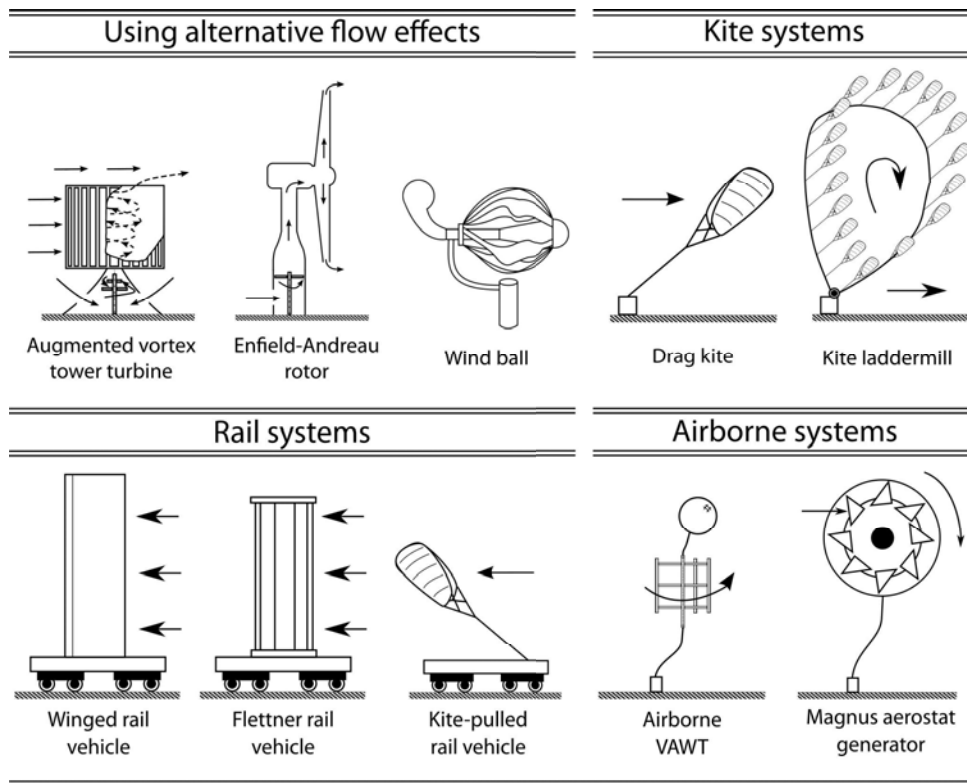 Using alternative flow effects
Kite systems
Augmented vortex
tower turbine
Enfield-Andreau
rotor
Wind ball
Drag kite
Kite laddermill
Rail systems
Airborne systems
Winged rail
vehicle
Flettner rail
vehicle
Kite-pulled
rail vehicle
Airborne
VAWT
Magnus aerostat
generator